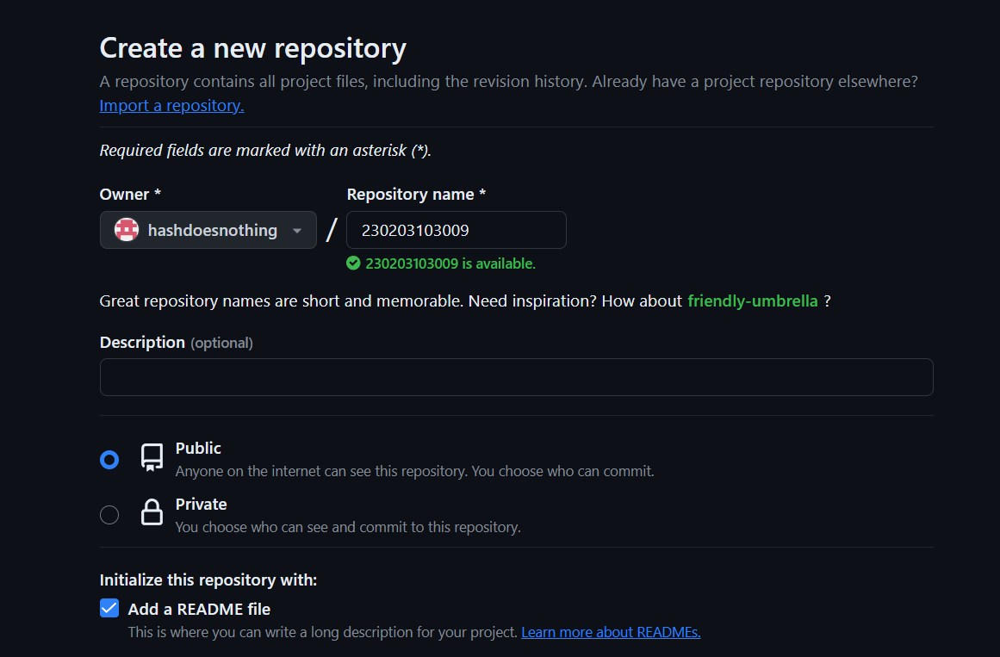 Create a new repository
A repository contains all project files, including the revision history. Already have a project repository elsewhere?
Import a repository.
Required fields are marked with an asterisk (*).
Owner *
Repository name *
hashdoesnothing
/
230203103009
230203103009 is available.
Great repository names are short and memorable. Need inspiration? How about friendly-umbrella ?
Description (optional)
Public
Anyone on the internet can see this repository. You choose who can commit.
Private
You choose who can see and commit to this repository.
Initialize this repository with:
Add a README file
This is where you can write a long description for your project. Learn more about READMEs.